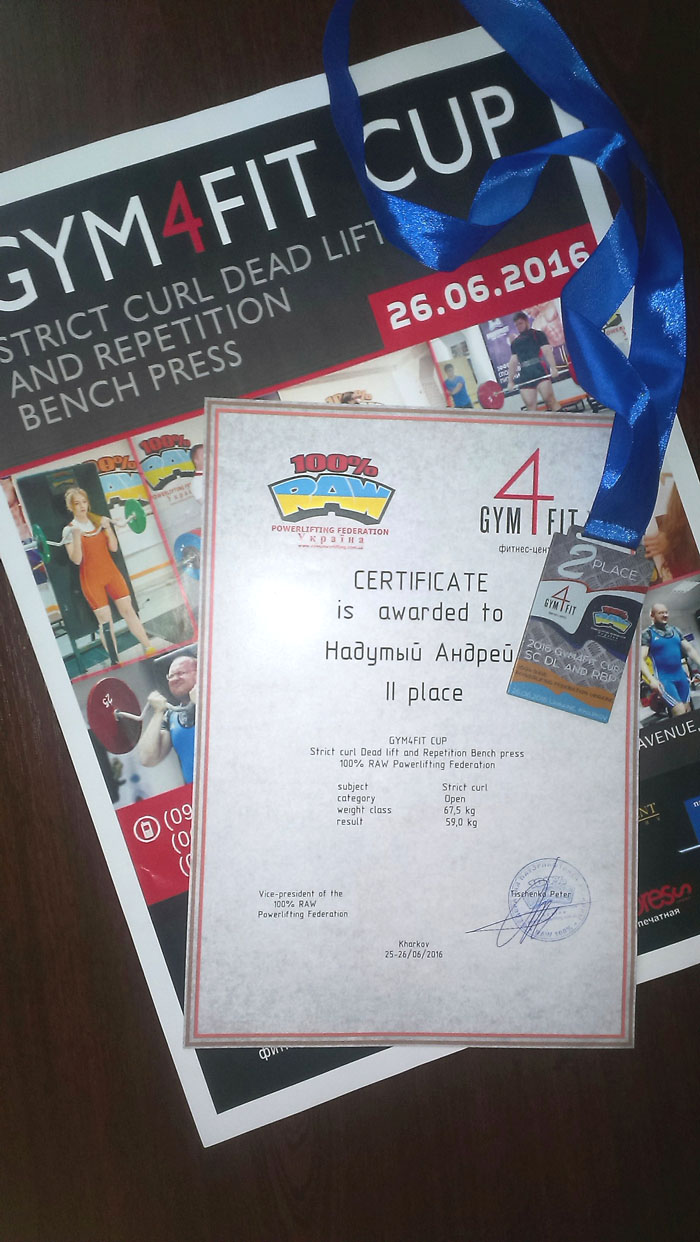 GYM4FIT CUP
STRICT CURL DEAD LIFT
AND REPETITION
BENCH PRESS
26.06.2016
100%
RAW
POWERLIFTING FEDERATION
Україна
4
GYM FIT
фитнес-цен
CERTIFICATE
is awarded to
Надутый Андрей
II place
GYM4FIT CUP
Strict curl Dead lift and Repetition Bench press
100% RAW Powerlifting Federation
subject Strict curl
category Open
weight class 67,5 kg
result 59,0 kg
Vice-president of the
100% RAW
Powerlifting Federation
Tischenko Peter
Kharkov
25-26/06/2016
2 PLACE
GYM4FIT
2016 GYM4FIT CUP
SC DL AND RBP
AVENUE,
печатная